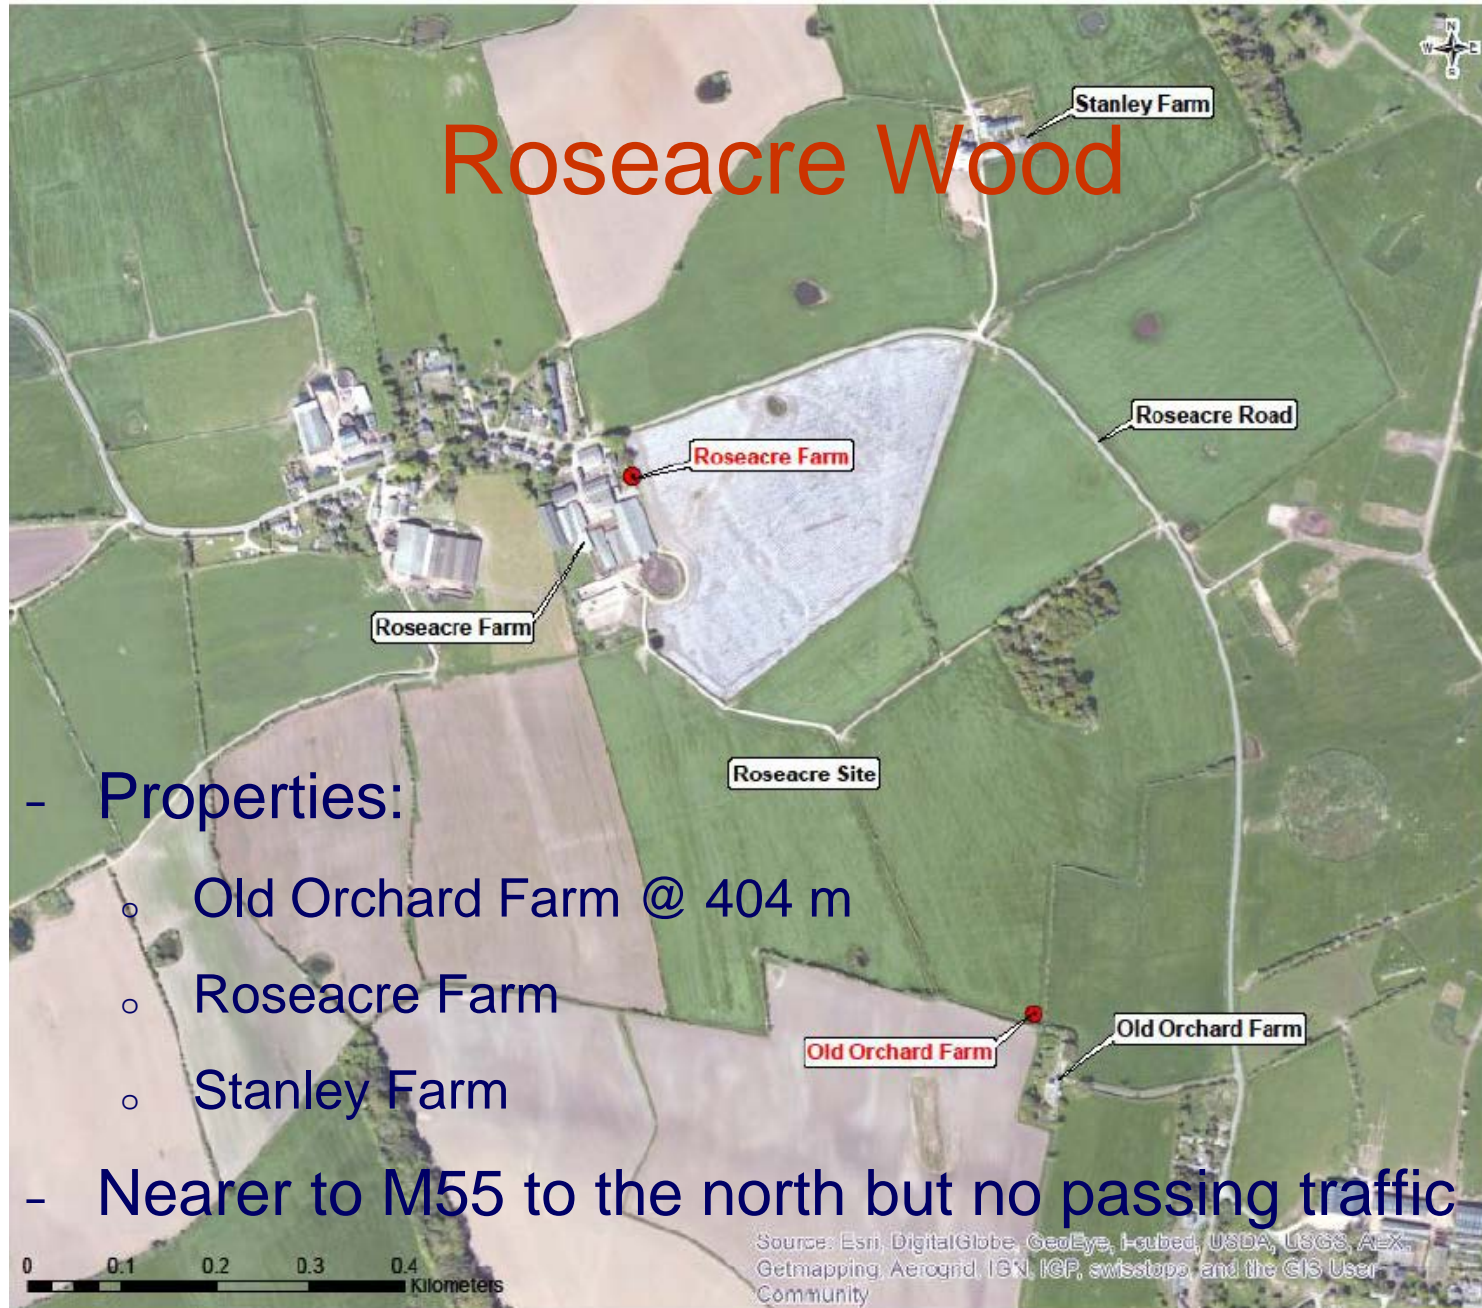 N
W E
S
Stanley Farm
Roseacre Wood
Roseacre Road
Roseacre Farm
Roseacre Farm
Roseacre Site
- Properties:
o Old Orchard Farm @ 404 m
o Roseacre Farm
Old Orchard Farm
Old Orchard Farm
o Stanley Farm
- Nearer to M55 to the north but no passing traffic
Source: Esri, DigitalGlobe, GeoEye, i-cubed, USDA, USGS, AEX,
Getmapping, Aerogrid, IGN, IGP, swisstopo, and the GIS User
Community
0 0.1 0.2 0.3 0.4
Kilometers